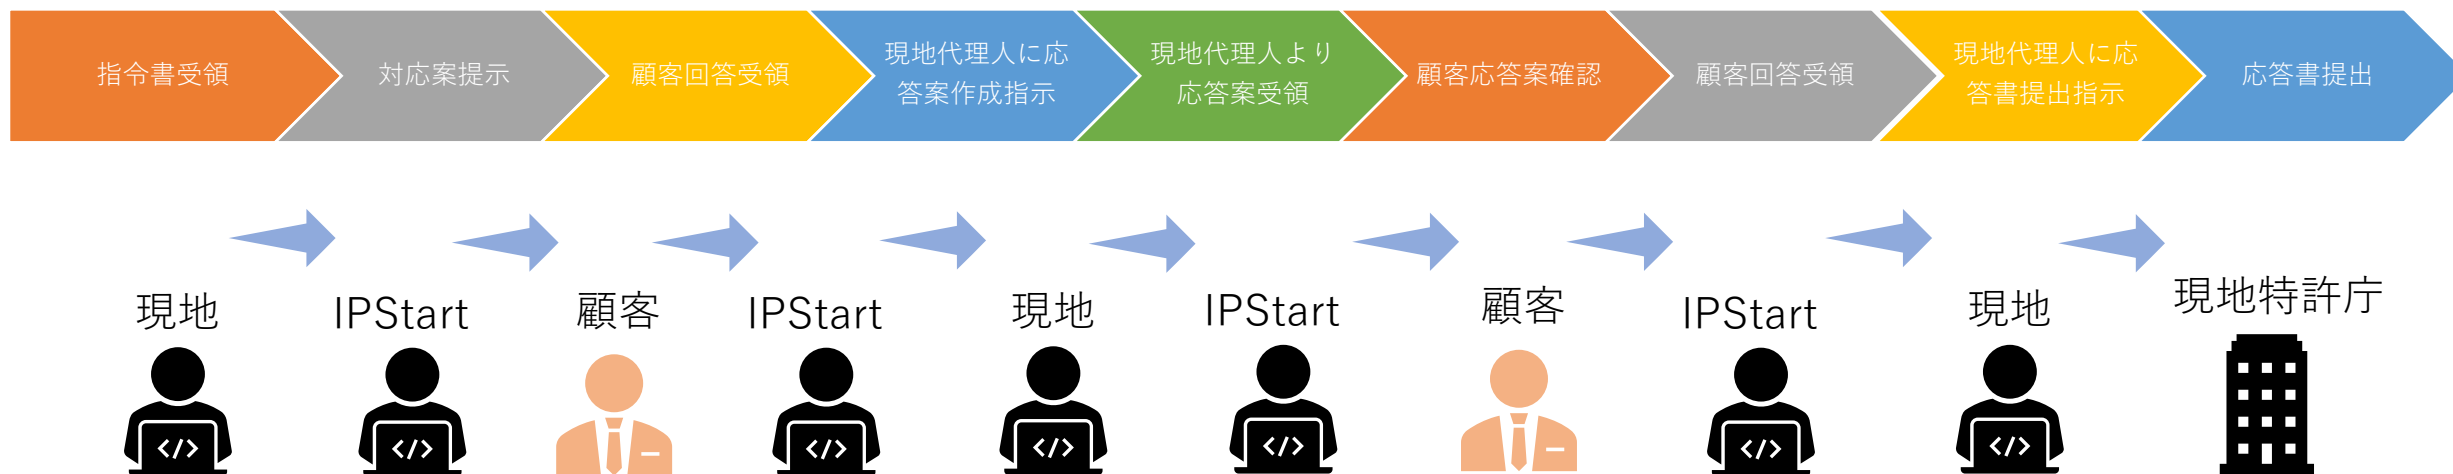 指令書受領
対応案提示
顧客回答受領
現地代理人に応
答案作成指示
現地代理人より
応答案受領
顧客応答案確認
顧客回答受領
現地代理人に応
答書提出指示
応答書提出
現地
IPStart
顧客
IPStart
現地
IPStart
顧客
IPStart
現地
現地特許庁